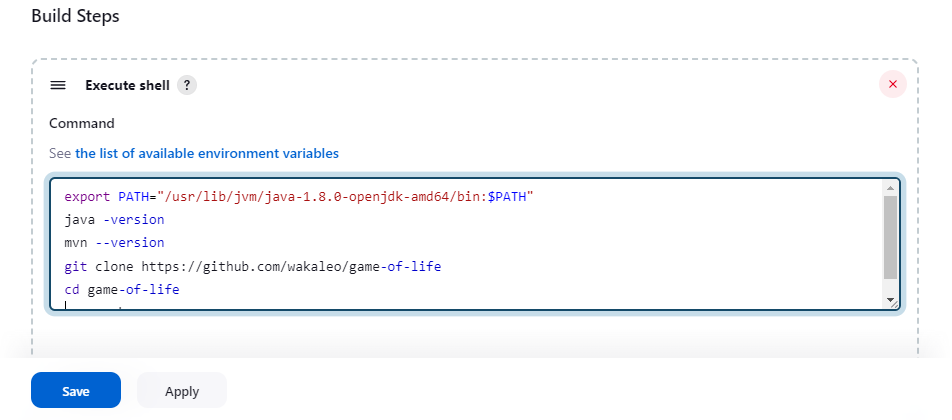 Build Steps
Execute shell ?
Command
See the list of available environment variables
export PATH="/usr/lib/jvm/java-1.8.0-openjdk-amd64/bin:$PATH"
java -version
mvn --version
git clone https://github.com/wakaleo/game-of-life
cd game-of-life
Save
Apply